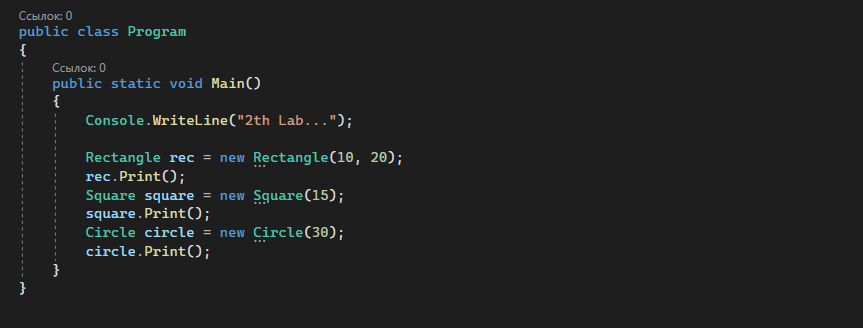 Ссылок: 0
public class Program
{
Ссылок: 0
public static void Main()
{
Console.WriteLine("2th Lab...");
Rectangle rec = new Rectangle(10, 20);
rec.Print();
Square square = new Square(15);
square.Print();
Circle circle = new Circle(30);
circle.Print();
}
}